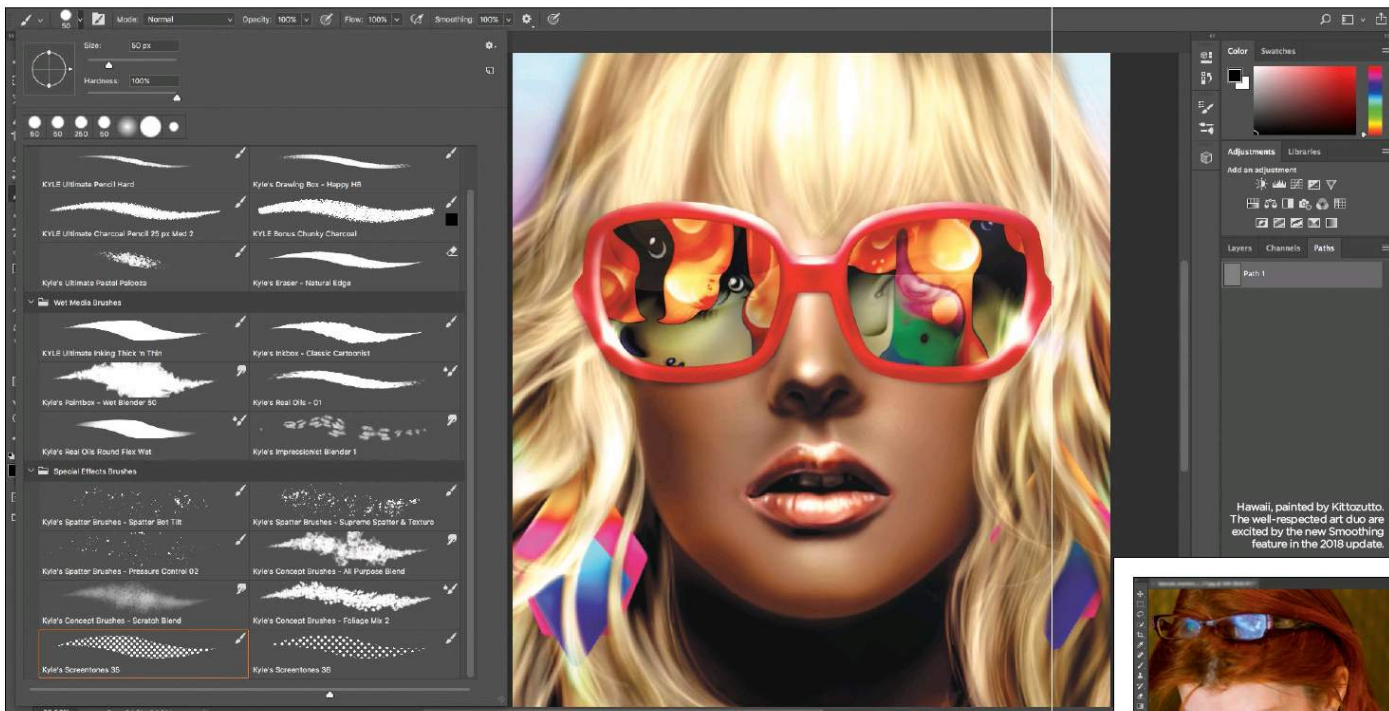 50
Mode: Normal
Opacity: 100%
Flow: 100%
Smoothing: 100%
Size: 50 px
Hardness: 100%
50 50 250 50
KYLE Ultimate Pencil Hard
Kyle's Drawing Box - Happy HB
KYLE Ultimate Charcoal Pencil 25 px Med 2
KYLE Bonus Chunky Charcoal
Kyle's Ultimate Pastel Palooza
Kyle's Eraser - Natural Edge
Wet Media Brushes
KYLE Ultimate Inking Thick 'n Thin
Kyle's Inkbox - Classic Cartoonist
Kyle's Paintbox - Wet Blender 50
Kyle's Real Oils - 01
Kyle's Real Oils Round Flex Wet
Kyle's Impressionist Blender 1
Special Effects Brushes
Kyle's Spatter Brushes - Spatter Bot Tilt
Kyle's Spatter Brushes - Supreme Spatter & Texture
Kyle's Spatter Brushes - Pressure Control 02
Kyle's Concept Brushes - All Purpose Blend
Kyle's Concept Brushes - Scratch Blend
Kyle's Concept Brushes - Foliage Mix 2
Kyle's Screentones 35
Kyle's Screentones 38
Color Swatches
Adjustments Libraries
Add an adjustment
Layers Channels Paths
Path 1
Hawaii, painted by Kittozutto.
The well-respected art duo are
excited by the new Smoothing
feature in the 2018 update.